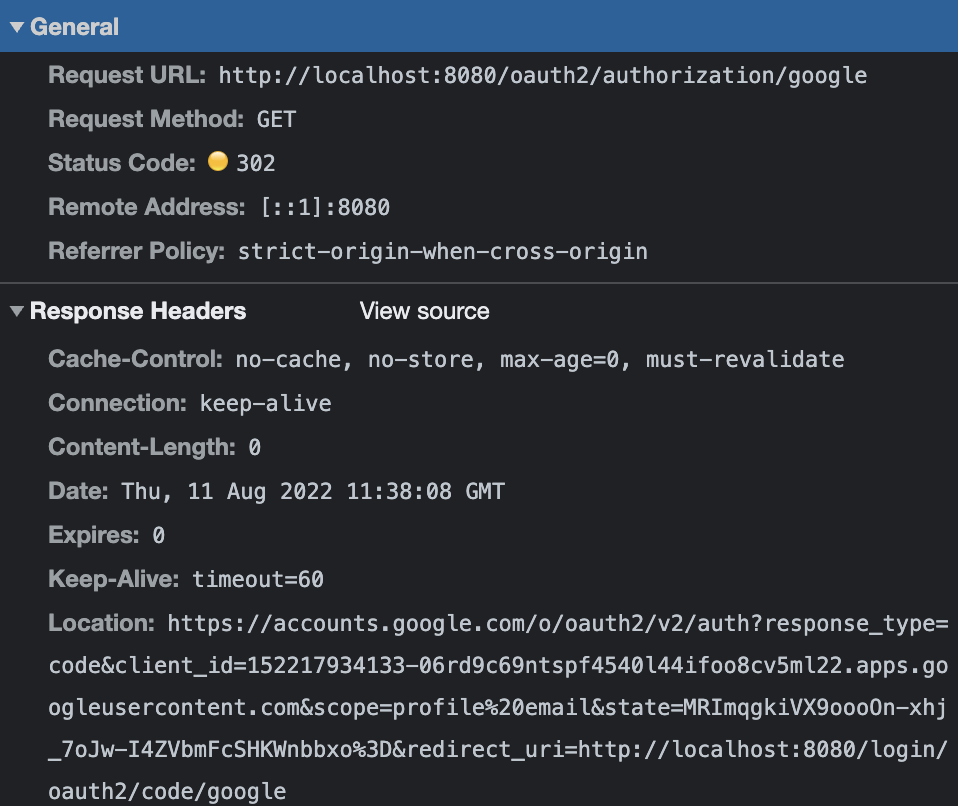 General
Request URL: http://localhost:8080/oauth2/authorization/google
Request Method: GET
Status Code: 302
Remote Address: [::1]:8080
Referrer Policy: strict-origin-when-cross-origin
Response Headers View source
Cache-Control: no-cache, no-store, max-age=0, must-revalidate
Connection: keep-alive
Content-Length: 0
Date: Thu, 11 Aug 2022 11:38:08 GMT
Expires: 0
Keep-Alive: timeout=60
Location: https://accounts.google.com/o/oauth2/v2/auth?response_type=
code&client_id=152217934133-06rd9c69ntspf4540l44ifoo8cv5ml22.apps.go
ogleusercontent.com&scope=profile%20email&state=MRImqgkiVX9oooOn-xhj
_7oJw-I4ZVbmFcSHKWnbbxo%3D&redirect_uri=http://localhost:8080/login/
oauth2/code/google